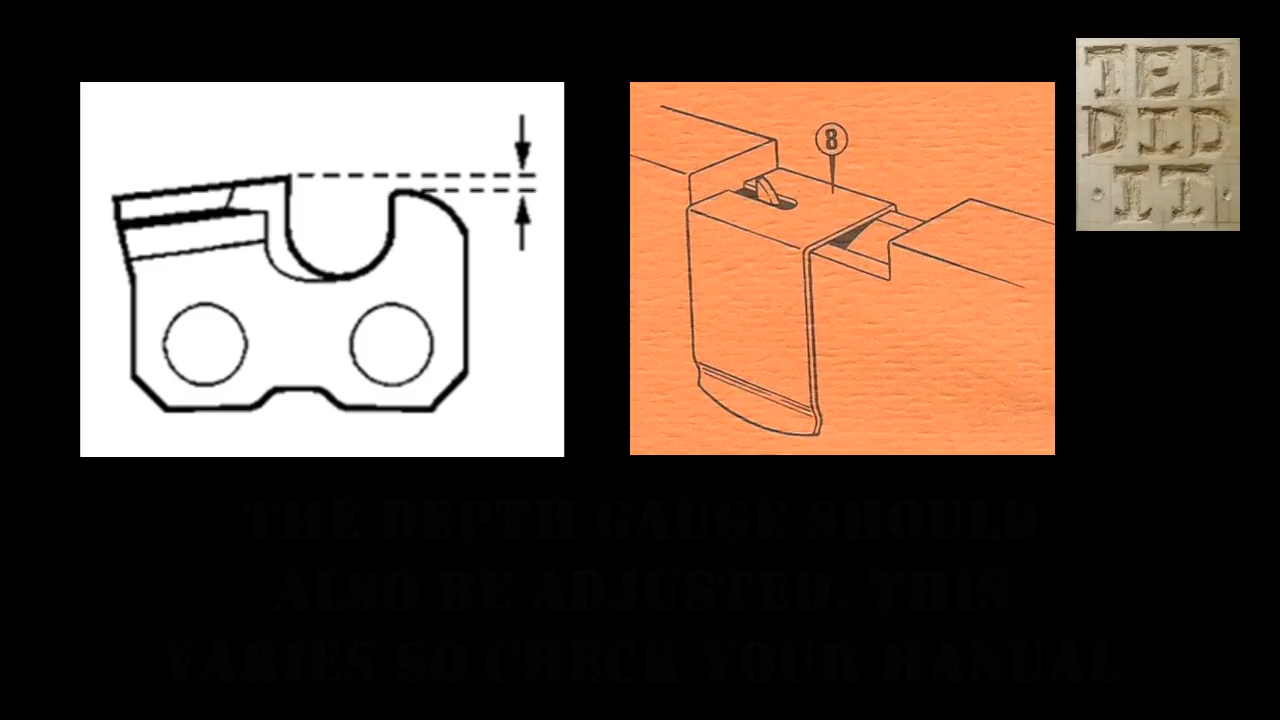 TED
DID
IT
8
THE DEPTH GAUGE SHOULD
ALSO BE ADJUSTED. THIS
VARIES SO CHECK YOUR MANUAL